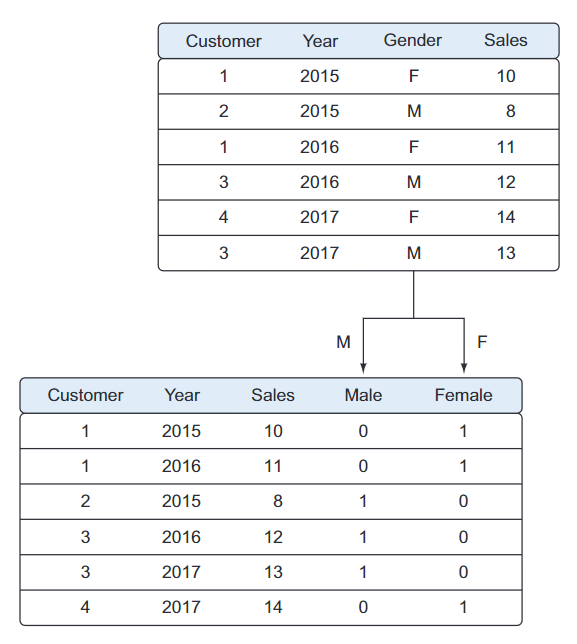 Customer Year Gender Sales
1 2015 F 10
2 2015 M 8
1 2016 F 11
3 2016 M 12
4 2017 F 14
3 2017 M 13
M F
Customer Year Sales Male Female
1 2015 10 0 1
1 2016 11 0 1
2 2015 8 1 0
3 2016 12 1 0
3 2017 13 1 0
4 2017 14 0 1